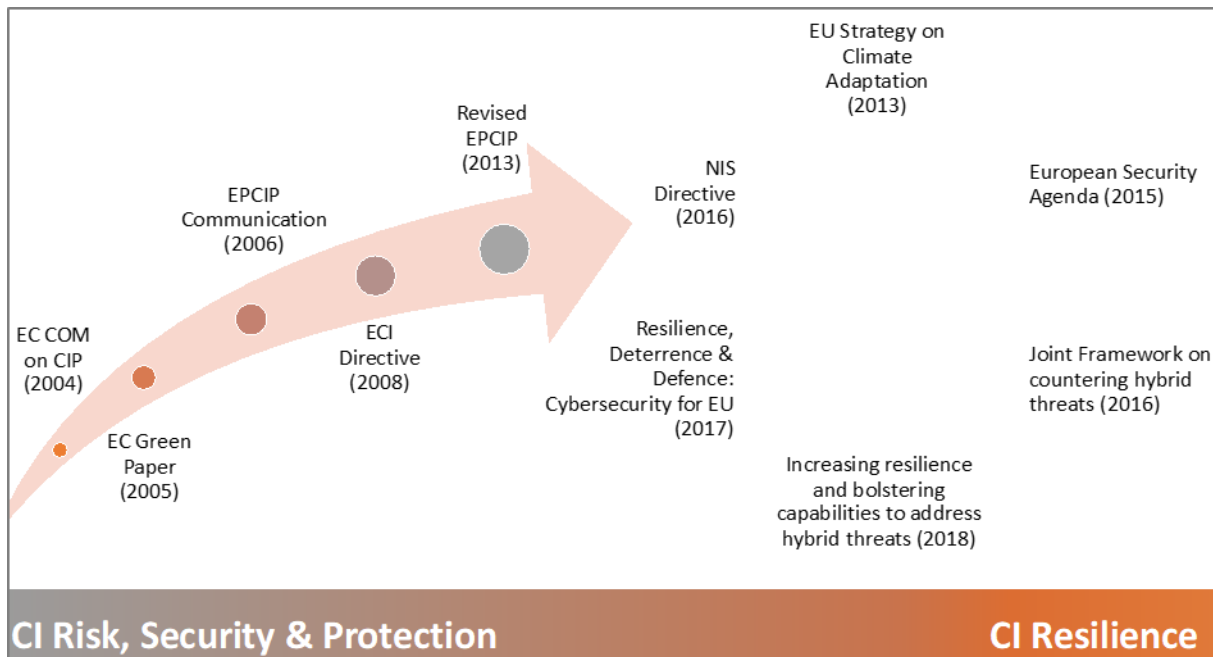 EC COM
on CIP
(2004)
EC Green
Paper
(2005)
EPCIP
Communication
(2006)
ECI
Directive
(2008)
Revised
EPCIP
(2013)
EU Strategy on
Climate
Adaptation
(2013)
NIS
Directive
(2016)
European Security
Agenda (2015)
Resilience,
Deterrence &
Defence:
Cybersecurity for EU
(2017)
Joint Framework on
countering hybrid
threats (2016)
Increasing resilience
and bolstering
capabilities to address
hybrid threats (2018)
CI Risk, Security & Protection
CI Resilience